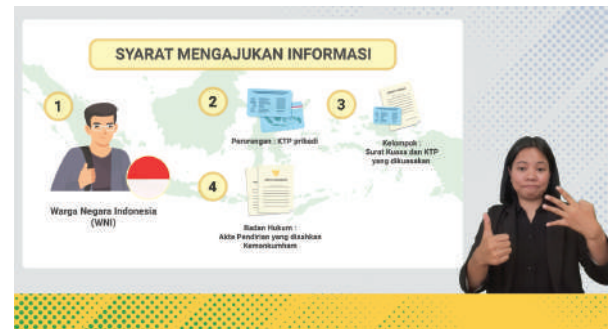 SYARAT MENGAJUKAN INFORMASI
1
Warga Negara Indonesia
(WNI)
2
Perorangan : KTP pribadi
3
Kelompok :
Surat Kuasa dan KTP
yang dikuasakan
4
Badan Hukum :
Akte Pendirian yang disahkan
Kemenkumham